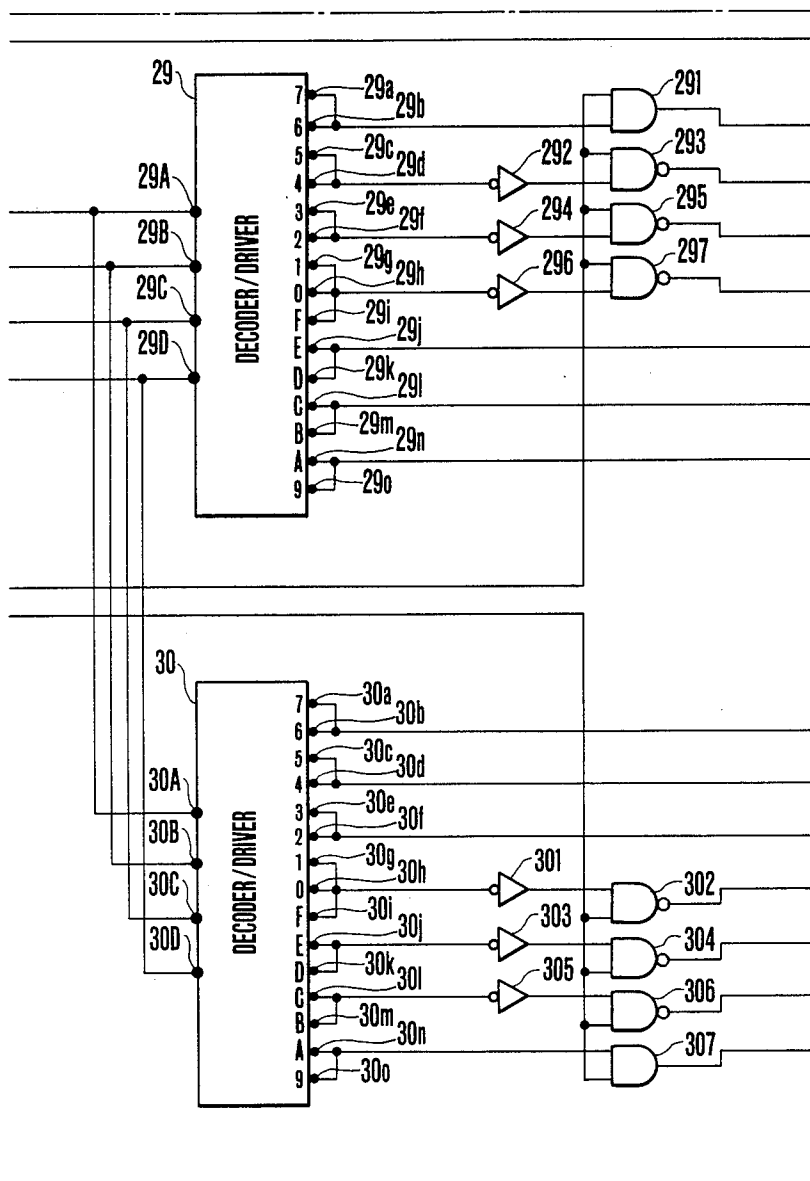 29
7
29a
6
29b
5
29c
4
29d
3
29e
2
29f
1
29g
0
29h
F
29i
E
29j
D
29k
C
29l
B
29m
A
29n
9
29o
29A
29B
29C
29D
DECODER/DRIVER
291
292
293
294
295
296
297
30
7
30a
6
30b
5
30c
4
30d
3
30e
2
30f
1
30g
0
30h
F
30i
E
30j
D
30k
C
30l
B
30m
A
30n
9
30o
30A
30B
30C
30D
DECODER/DRIVER
301
302
303
304
305
306
307